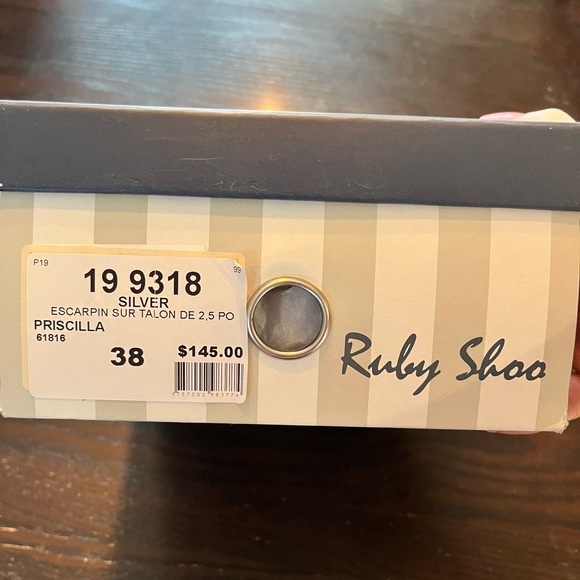 P19
99
19 9318
SILVER
ESCARPIN SUR TALON DE 2,5 PO
PRISCILLA
61816
38
$145.00
Ruby Shoo